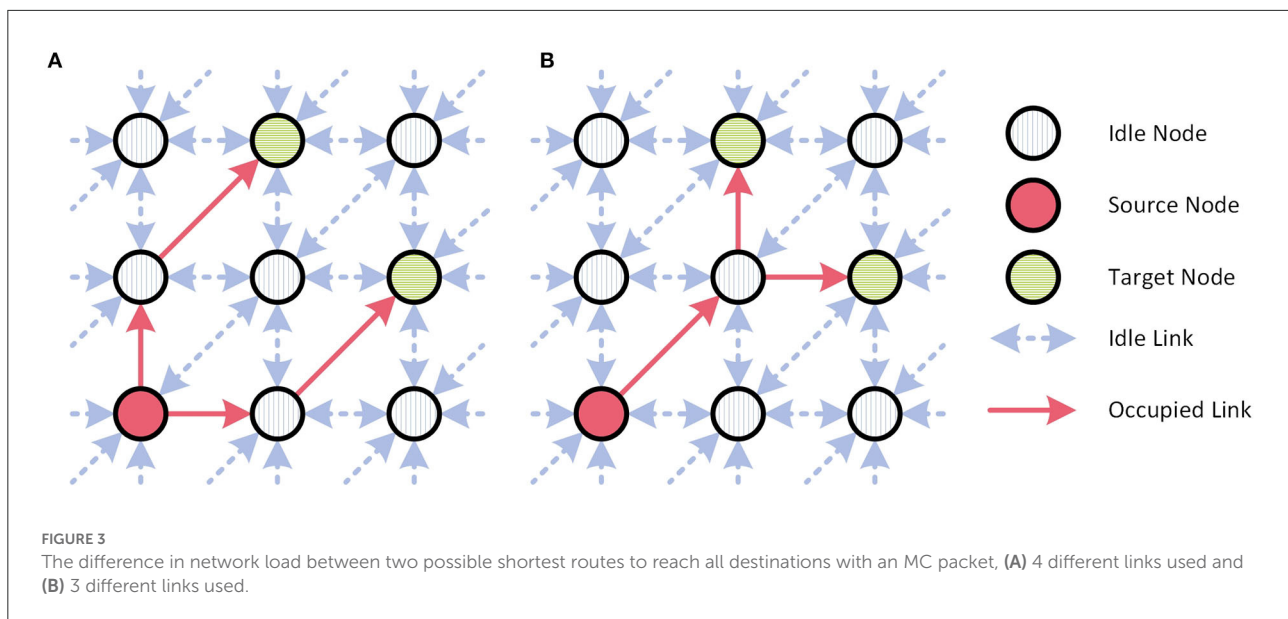 A
B
Idle Node
Source Node
Target Node
Idle Link
Occupied Link
FIGURE 3
The difference in network load between two possible shortest routes to reach all destinations with an MC packet, (A) 4 different links used and
(B) 3 different links used.